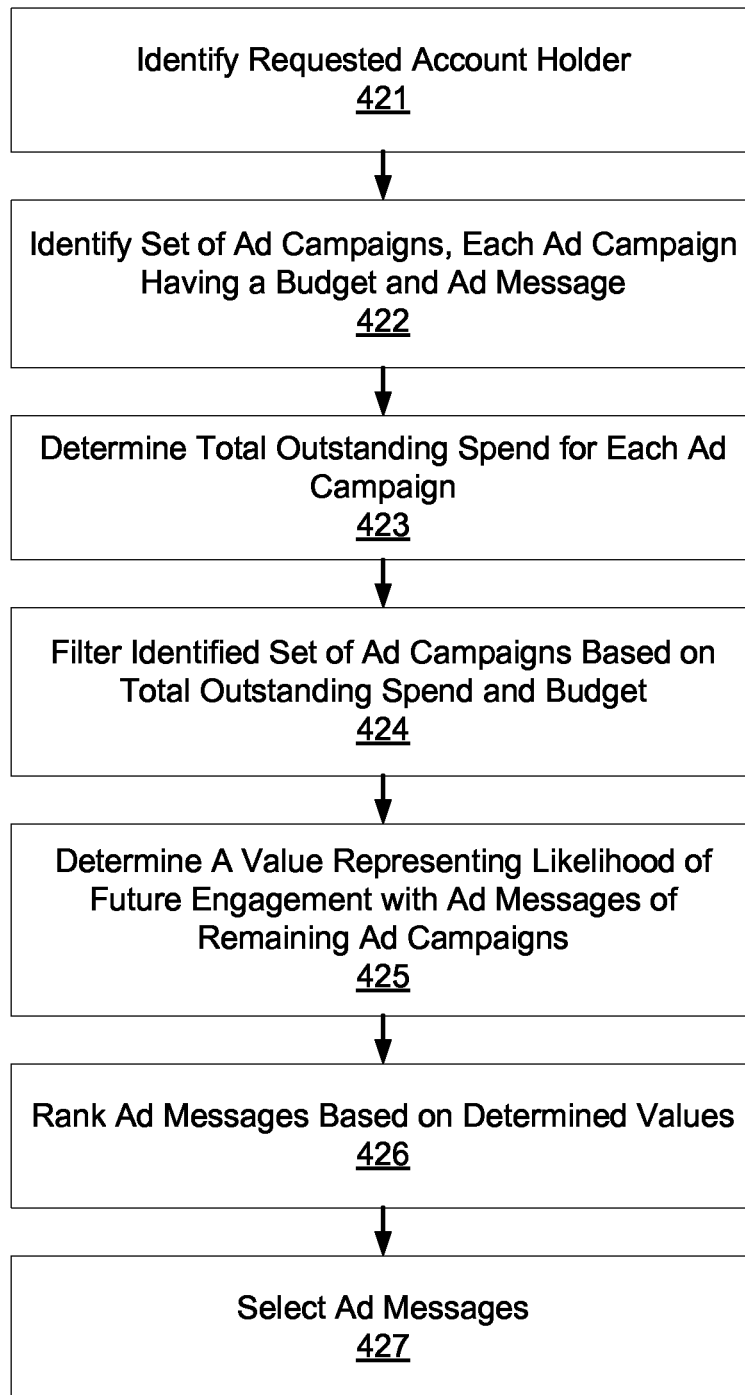 Identify Requested Account Holder
421
Identify Set of Ad Campaigns, Each Ad Campaign
Having a Budget and Ad Message
422
Determine Total Outstanding Spend for Each Ad
Campaign
423
Filter Identified Set of Ad Campaigns Based on
Total Outstanding Spend and Budget
424
Determine A Value Representing Likelihood of
Future Engagement with Ad Messages of
Remaining Ad Campaigns
425
Rank Ad Messages Based on Determined Values
426
Select Ad Messages
427